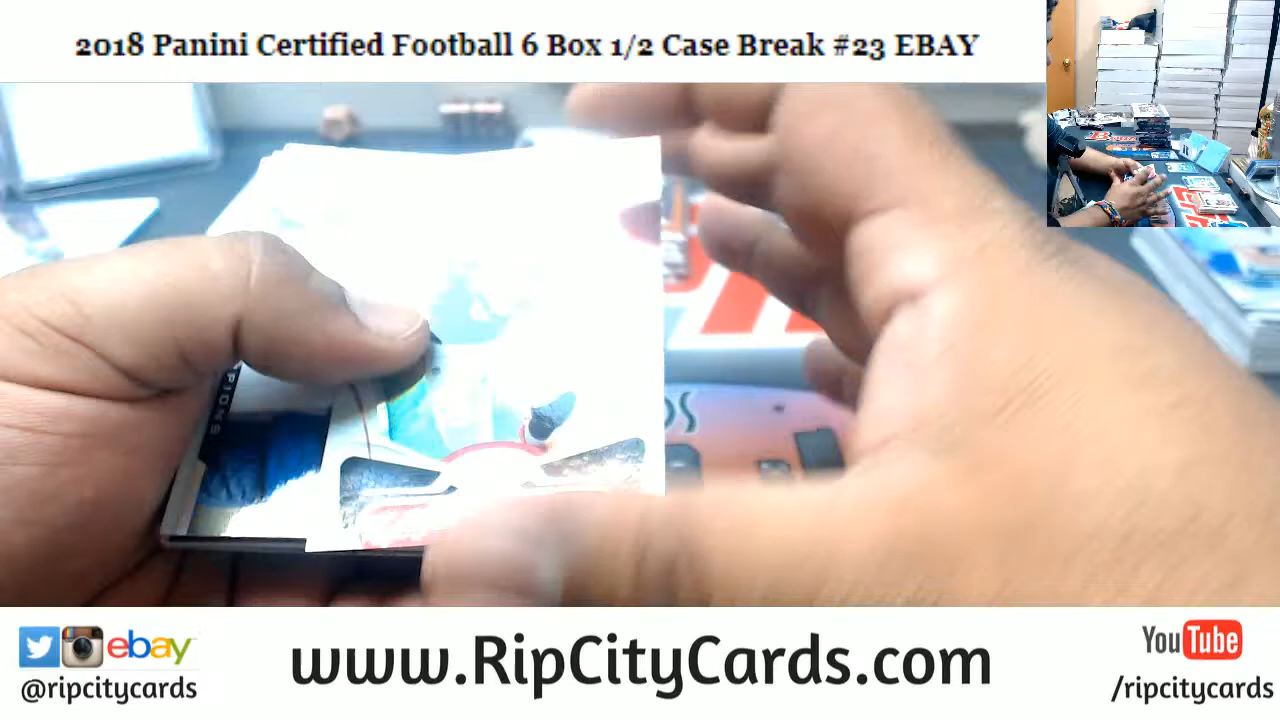 2018 Panini Certified Football 6 Box 1/2 Case Break #23 EBAY
ebay
@ripcitycards
www.RipCityCards.com
YouTube
/ripcitycards